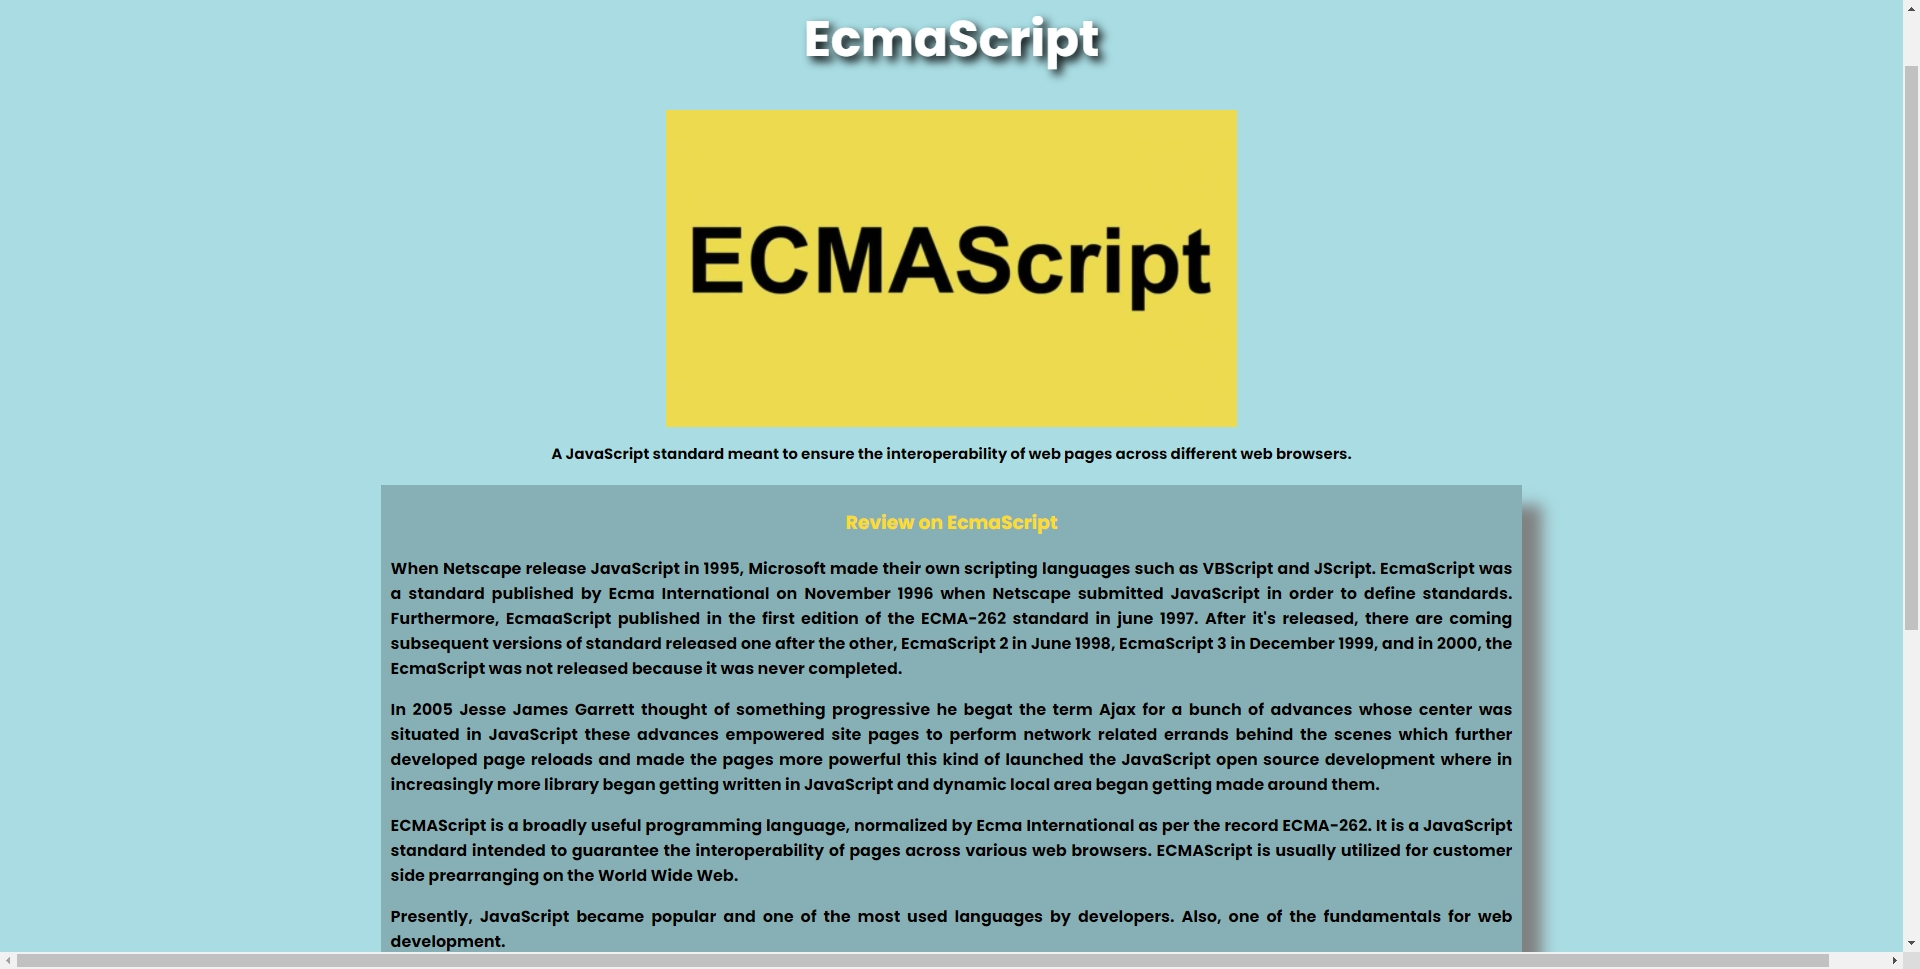 EcmaScript
ECMAScript
A JavaScript standard meant to ensure the interoperability of web pages across different web browsers.
Review on EcmaScript
When Netscape release JavaScript in 1995, Microsoft made their own scripting languages such as VBScript and JScript. EcmaScript was
a standard published by Ecma International on November 1996 when Netscape submitted JavaScript in order to define standards.
Furthermore, EcmaaScript published in the first edition of the ECMA-262 standard in june 1997. After it's released, there are coming
subsequent versions of standard released one after the other, EcmaScript 2 in June 1998, EcmaScript 3 in December 1999, and in 2000, the
EcmaScript was not released because it was never completed.
In 2005 Jesse James Garrett thought of something progressive he begat the term Ajax for a bunch of advances whose center was
situated in JavaScript these advances empowered site pages to perform network related errands behind the scenes which further
developed page reloads and made the pages more powerful this kind of launched the JavaScript open source development where in
increasingly more library began getting written in JavaScript and dynamic local area began getting made around them.
ECMAScript is a broadly useful programming language, normalized by Ecma International as per the record ECMA-262. It is a JavaScript
standard intended to guarantee the interoperability of pages across various web browsers. ECMAScript is usually utilized for customer
side prearranging on the World Wide Web.
Presently, JavaScript became popular and one of the most used languages by developers. Also, one of the fundamentals for web
development.